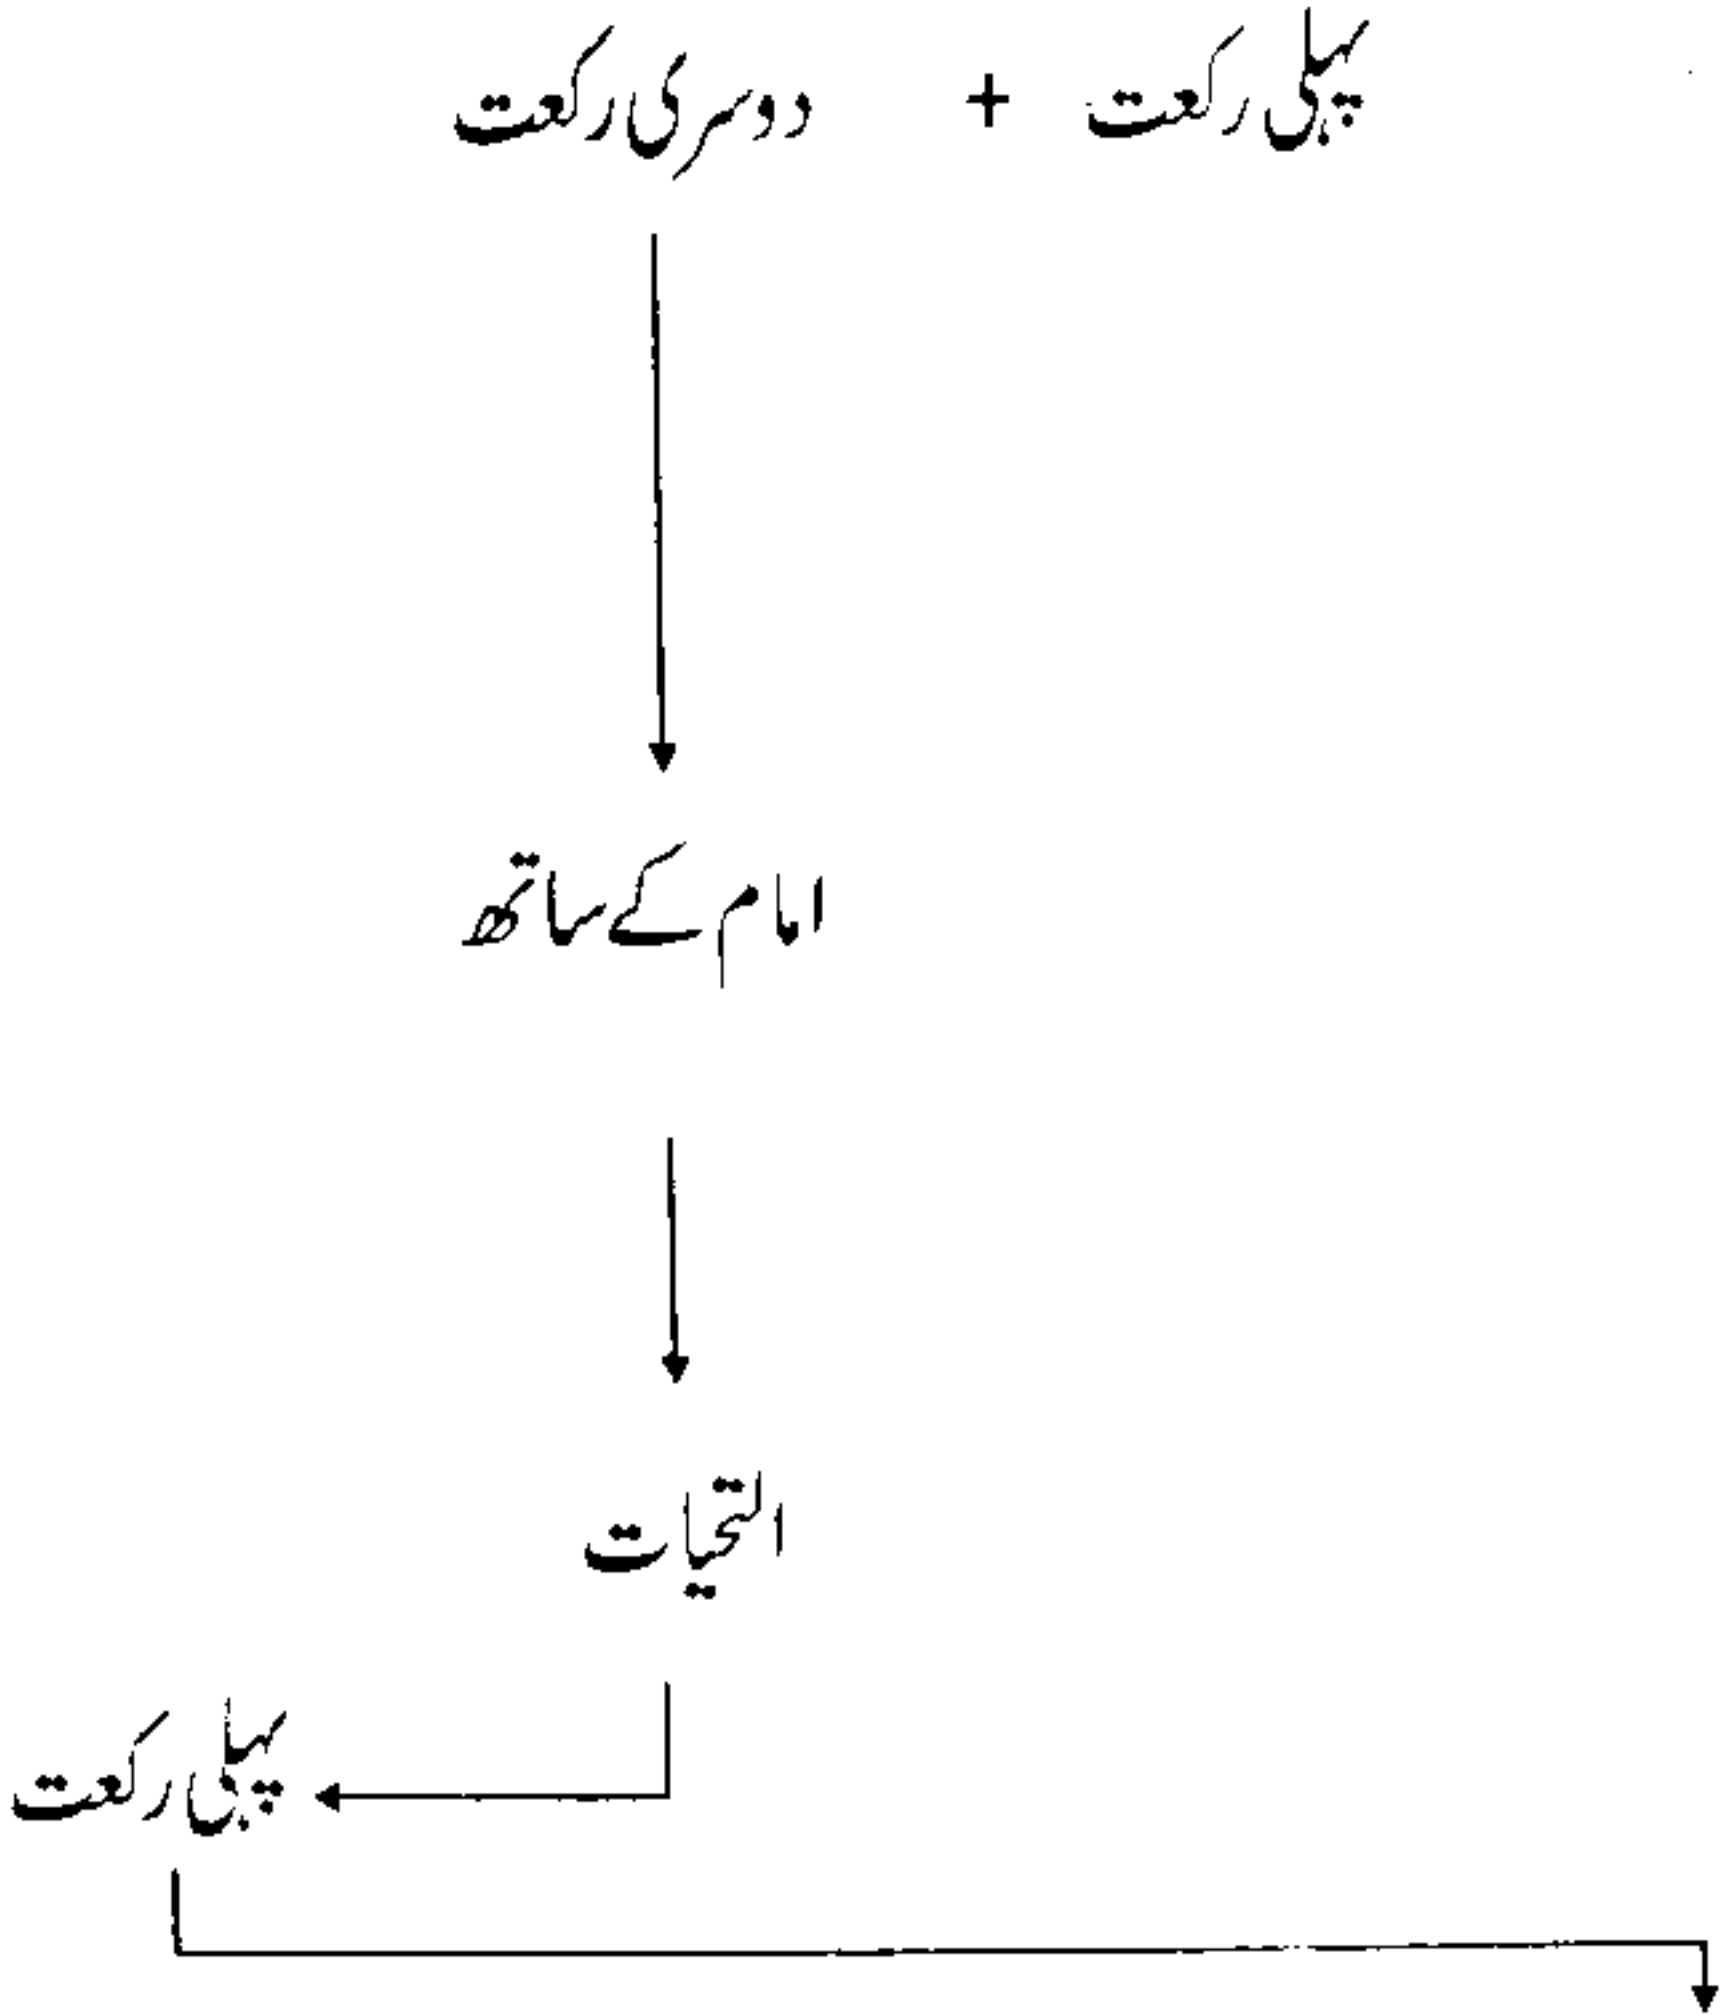 پہلی رکعت + دوسری رکعت
امام کے ساتھ
التحیات
پہلی رکعت